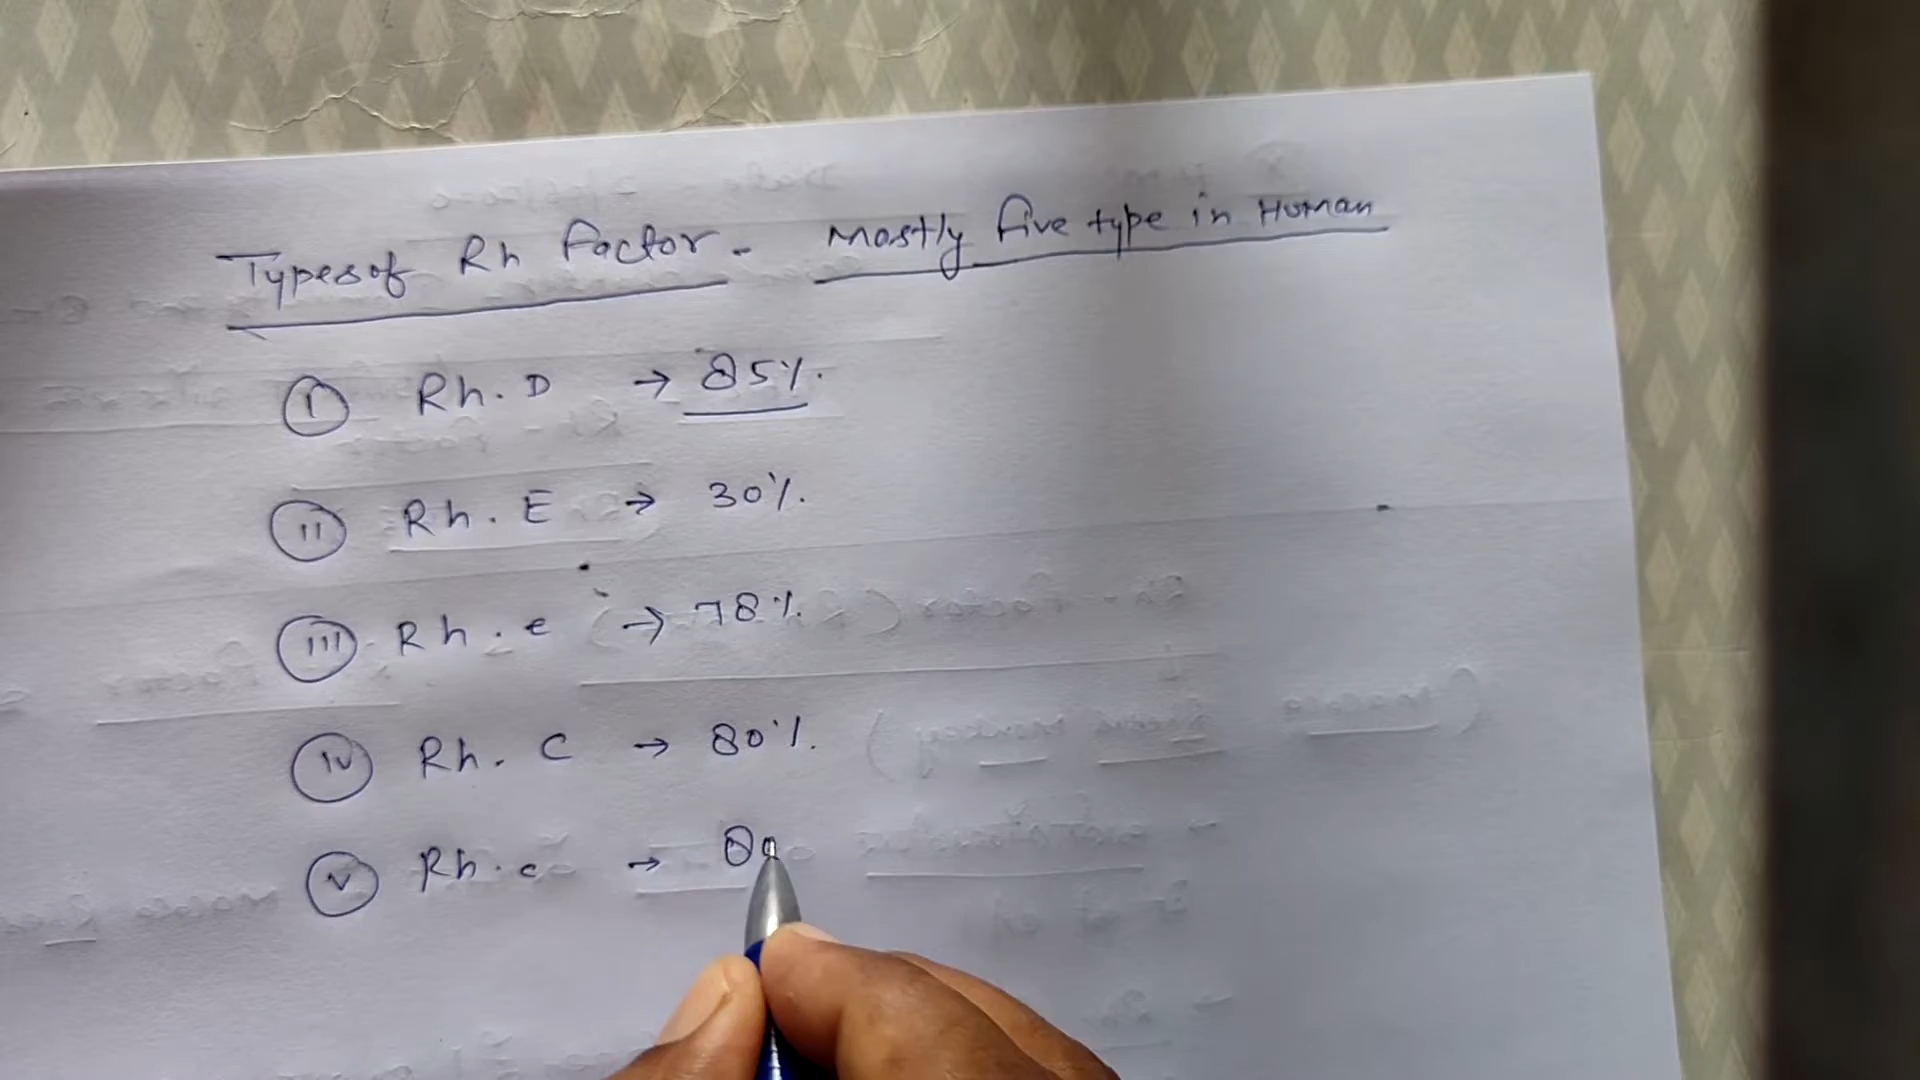 Types of Rh Factor - Mostly five type in Human
(i) Rh. D → 85%.
(ii) Rh. E → 30%.
(iii) Rh. e → 78%.
(iv) Rh. C → 80%.
(v) Rh. c → 80